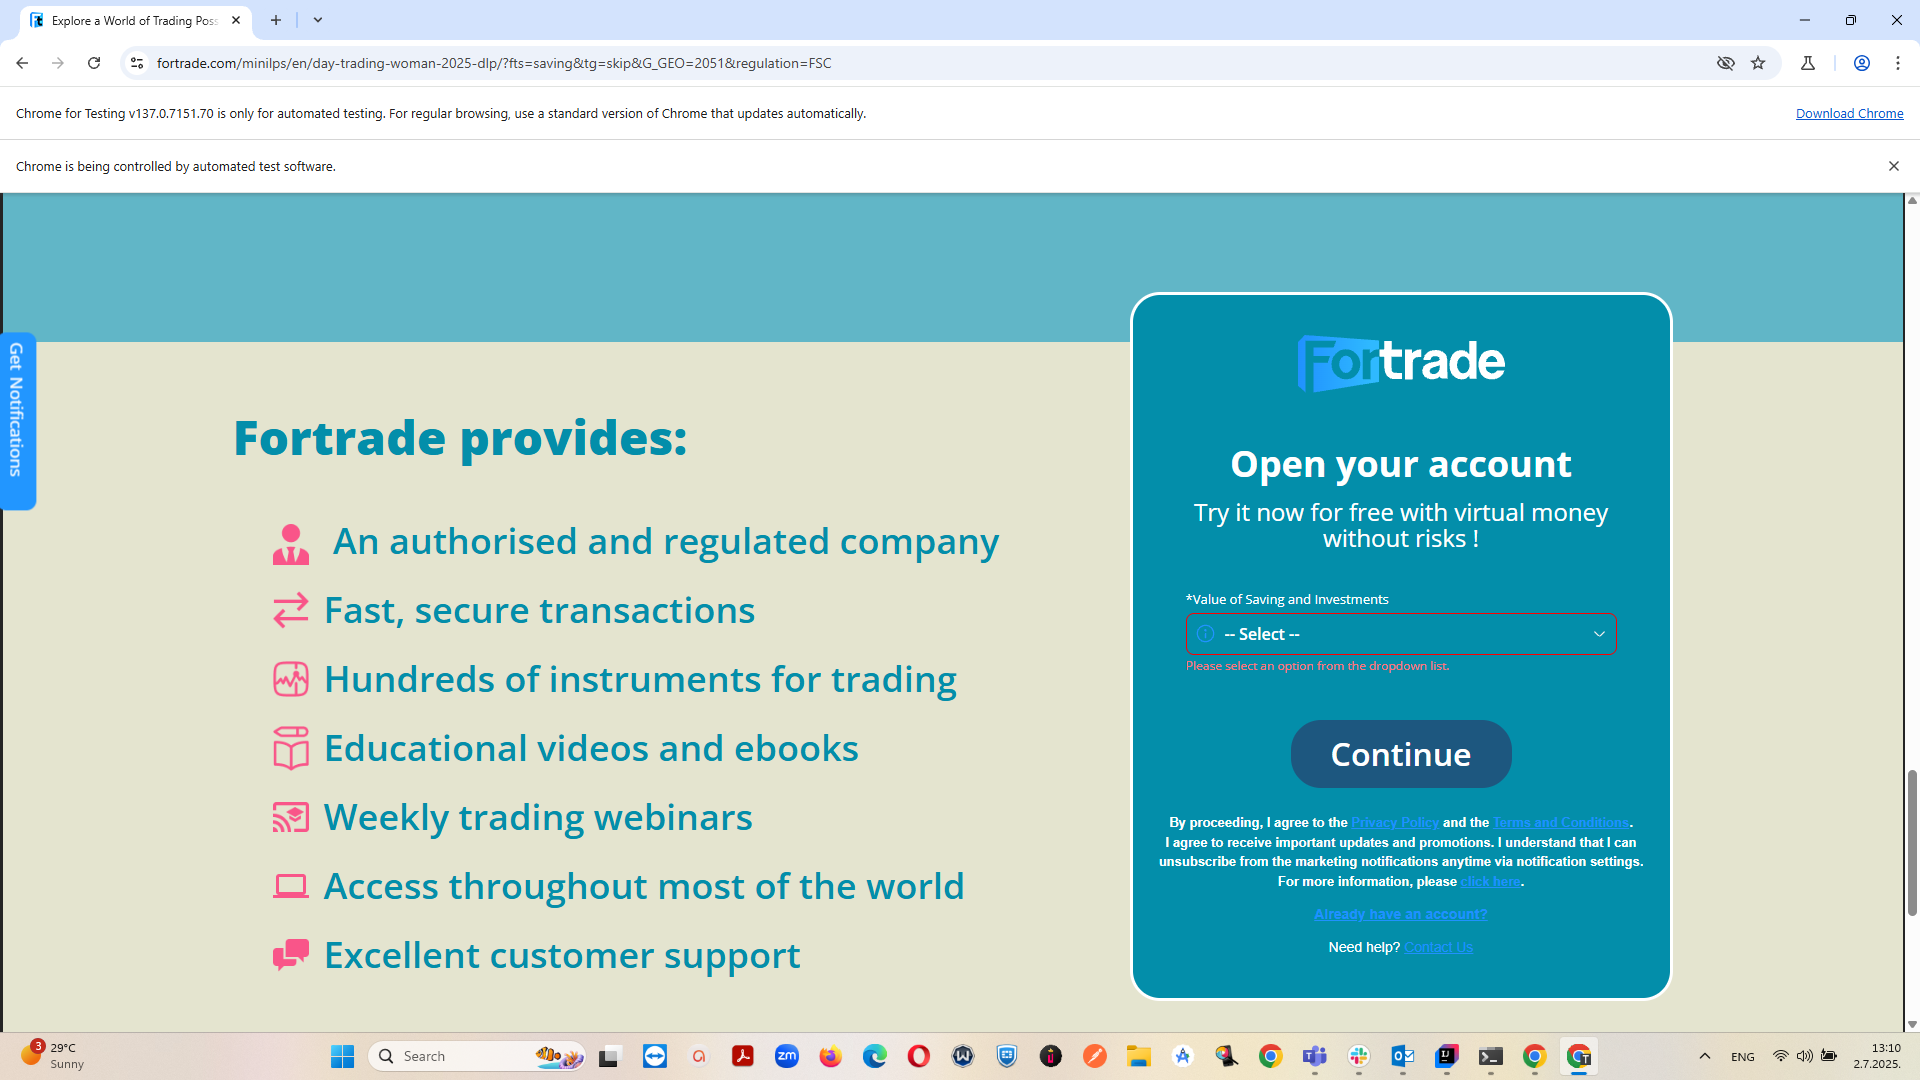 Explore a World of Trading Poss
fortrade.com/minilps/en/day-trading-woman-2025-dlp/?fts=saving&tg=skip&G_GEO=2051&regulation=FSC
Chrome for Testing v137.0.7151.70 is only for automated testing. For regular browsing, use a standard version of Chrome that updates automatically.
Download Chrome
Chrome is being controlled by automated test software.
Get Notifications
Fortrade provides:
An authorised and regulated company
Fast, secure transactions
Hundreds of instruments for trading
Educational videos and ebooks
Weekly trading webinars
Access throughout most of the world
Excellent customer support
Fortrade
Open your account
Try it now for free with virtual money
without risks !
*Value of Saving and Investments
-- Select --
Please select an option from the dropdown list.
Continue
By proceeding, I agree to the Privacy Policy and the Terms and Conditions.
I agree to receive important updates and promotions. I understand that I can
unsubscribe from the marketing notifications anytime via notification settings.
For more information, please click here.
Already have an account?
Need help? Contact Us
3
29°C
Sunny
Search
zm
ENG
13:10
2.7.2025.